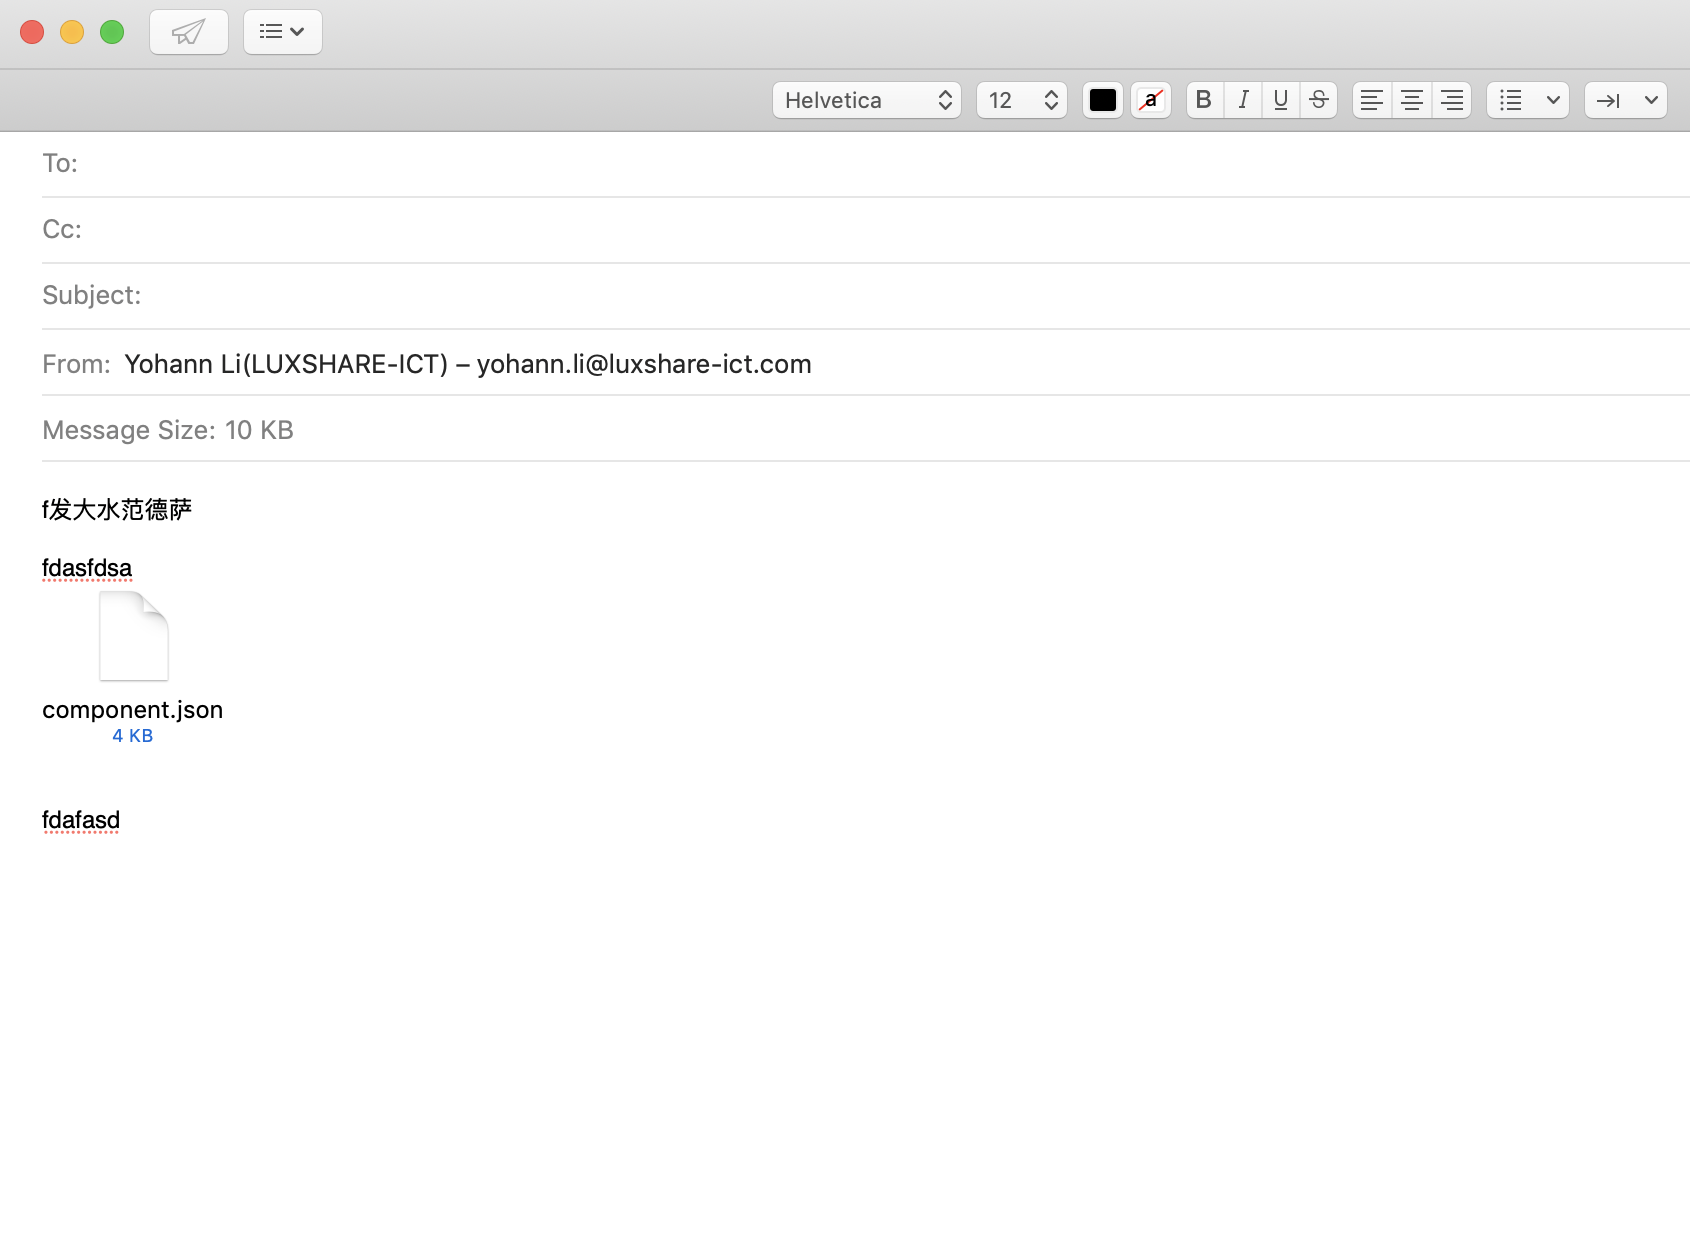 Helvetica 12 a B I U S
To:
Cc:
Subject:
From: Yohann Li(LUXSHARE-ICT) – yohann.li@luxshare-ict.com
Message Size: 10 KB
f发大水范德萨
fdasfdsa
component.json
4 KB
fdafasd